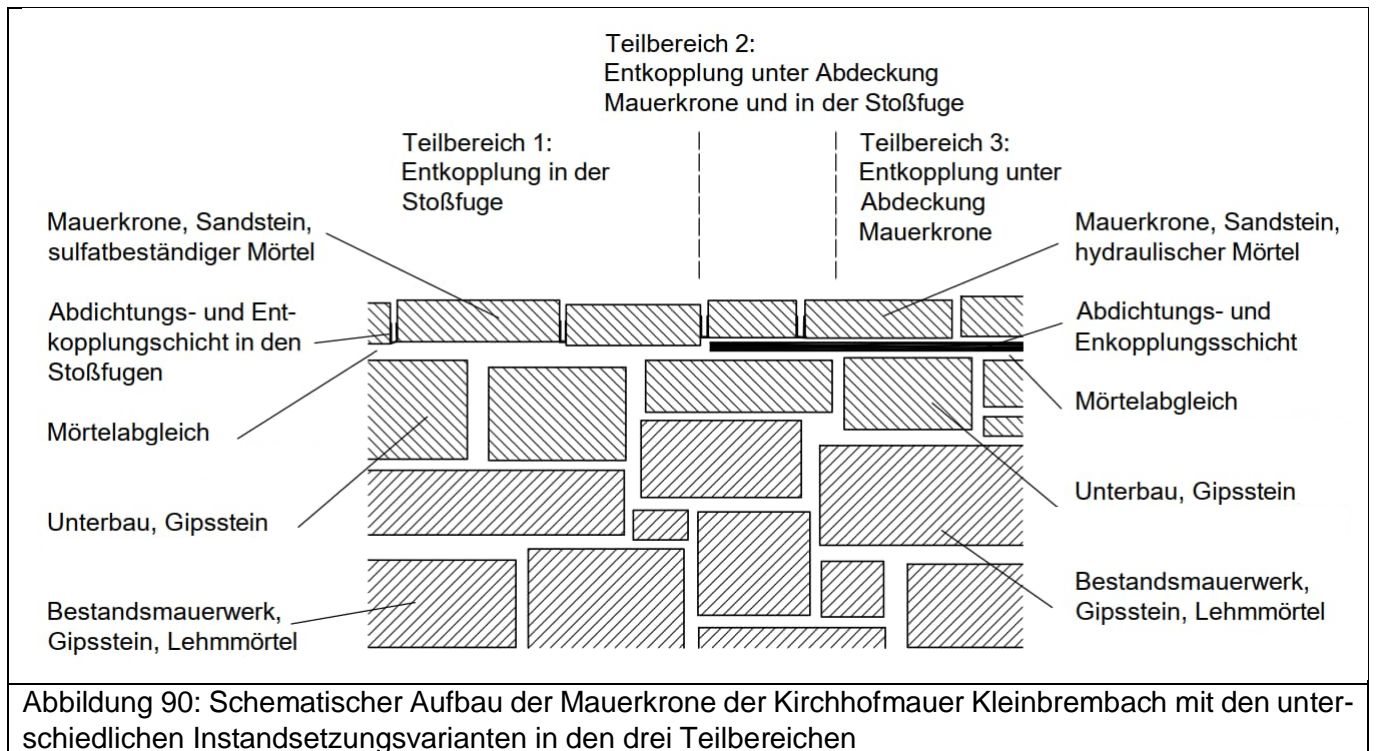 Teilbereich 2:
Entkopplung unter Abdeckung
Mauerkrone und in der Stoßfuge
Teilbereich 1:
Entkopplung in der
Stoßfuge
Teilbereich 3:
Entkopplung unter
Abdeckung
Mauerkrone
Mauerkrone, Sandstein,
sulfatbeständiger Mörtel
Abdichtungs- und Ent-
kopplungschicht in den
Stoßfugen
Mörtelabgleich
Unterbau, Gipsstein
Bestandsmauerwerk,
Gipsstein, Lehmmörtel
Mauerkrone, Sandstein,
hydraulischer Mörtel
Abdichtungs- und
Enkopplungsschicht
Mörtelabgleich
Unterbau, Gipsstein
Bestandsmauerwerk,
Gipsstein, Lehmmörtel
Abbildung 90: Schematischer Aufbau der Mauerkrone der Kirchhofmauer Kleinbrembach mit den unter-
schiedlichen Instandsetzungsvarianten in den drei Teilbereichen